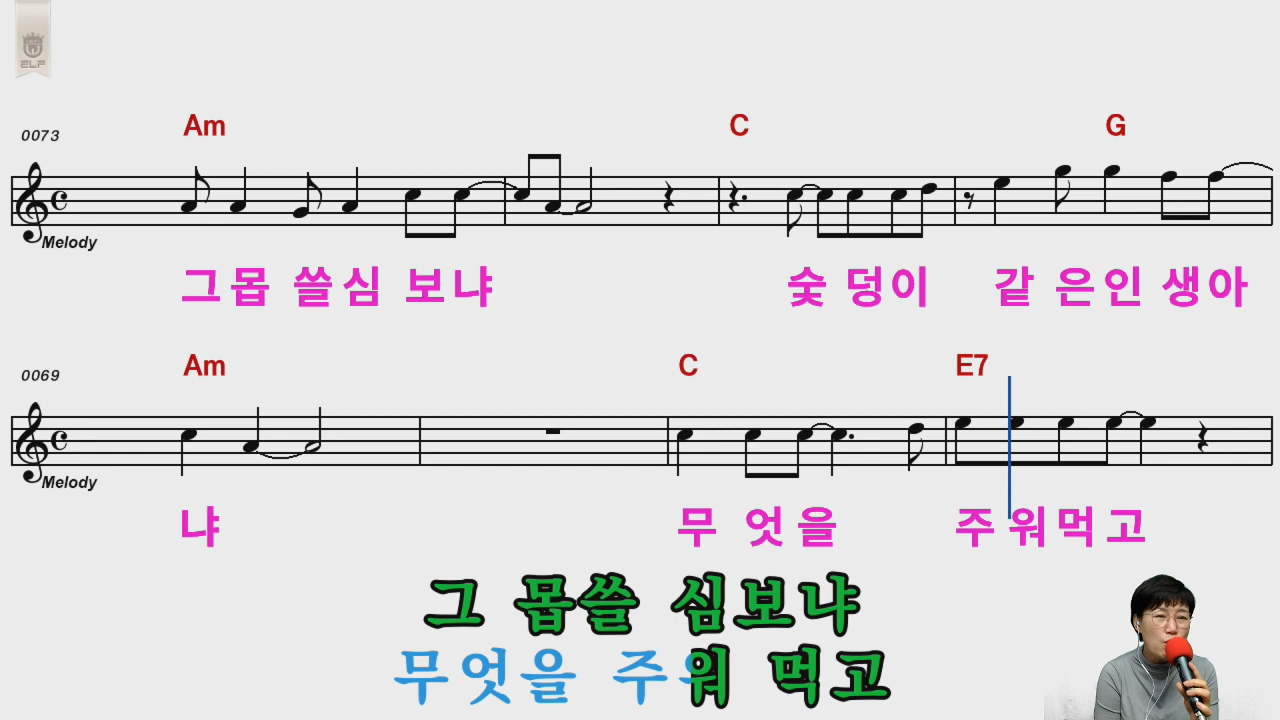 ELF
0073 Am C G
Melody
그몹 쓸심 보냐 숯 덩이 같 은인 생아
0069 Am C E7
Melody
냐 무 엇을 주워먹고
그 몹쓸 심보냐
무엇을 주워 먹고